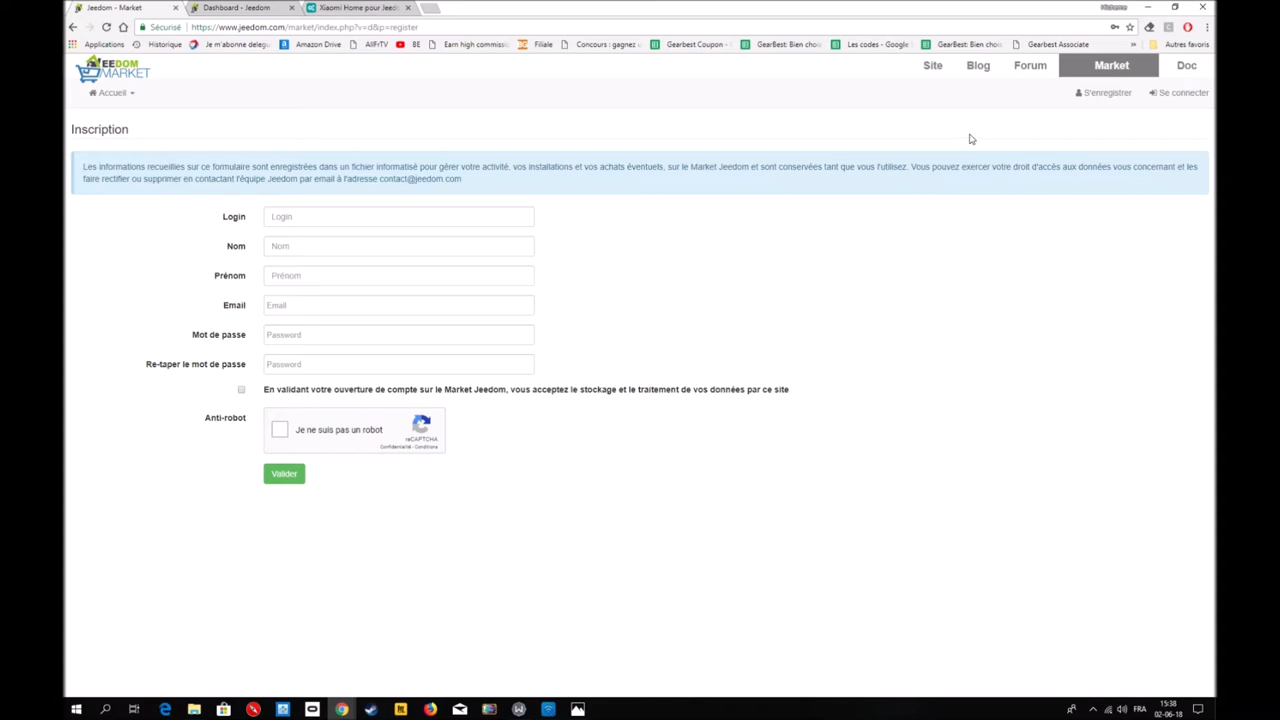 Jeedom - Market
Dashboard - Jeedom
Xiaomi Home pour Jeed
Sécurisé
https://www.jeedom.com/market/index.php?v=d&p=register
Applications
Historique
Je m'abonne deleg
Amazon Drive
AllFrTV
BE
Earn high commissi
Filiale
Concours : gagnez u
Gearbest Coupon -
GearBest: Bien choi
Les codes - Google
GearBest: Bien choi
Gearbest Associate
Autres favoris
EEDOM
MARKET
Site
Blog
Forum
Market
Doc
Accueil
S'enregistrer
Se connecter
Inscription
Les informations recueillies sur ce formulaire sont enregistrées dans un fichier informatisé pour gérer votre activité, vos installations et vos achats éventuels, sur le Market Jeedom et sont conservées tant que vous l'utilisez. Vous pouvez exercer votre droit d'accès aux données vous concernant et les
faire rectifier ou supprimer en contactant l'équipe Jeedom par email à l'adresse contact@jeedom.com
Login Login
Nom Nom
Prénom Prénom
Email Email
Mot de passe Password
Re-taper le mot de passe Password
En validant votre ouverture de compte sur le Market Jeedom, vous acceptez le stockage et le traitement de vos données par ce site
Anti-robot
Je ne suis pas un robot
reCAPTCHA
Confidentialité - Conditions
Valider
FRA
15:38
02-06-18